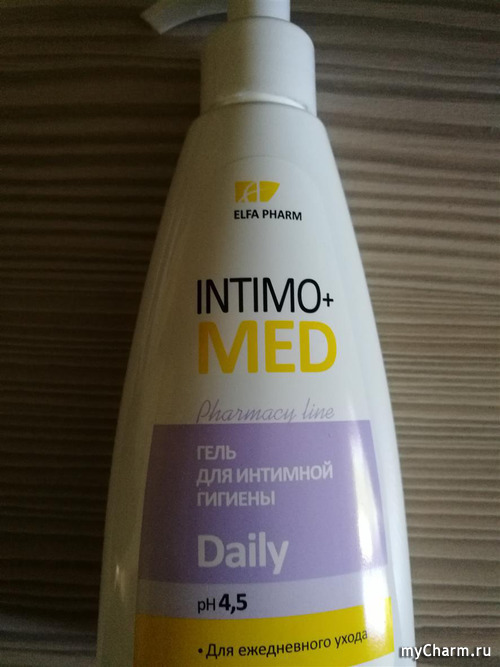 ELFA PHARM
INTIMO+
MED
Pharmacy line
ГЕЛЬ
ДЛЯ ИНТИМНОЙ
ГИГИЕНЫ
Daily
pH 4,5
• Для ежедневного ухода
myCharm.ru